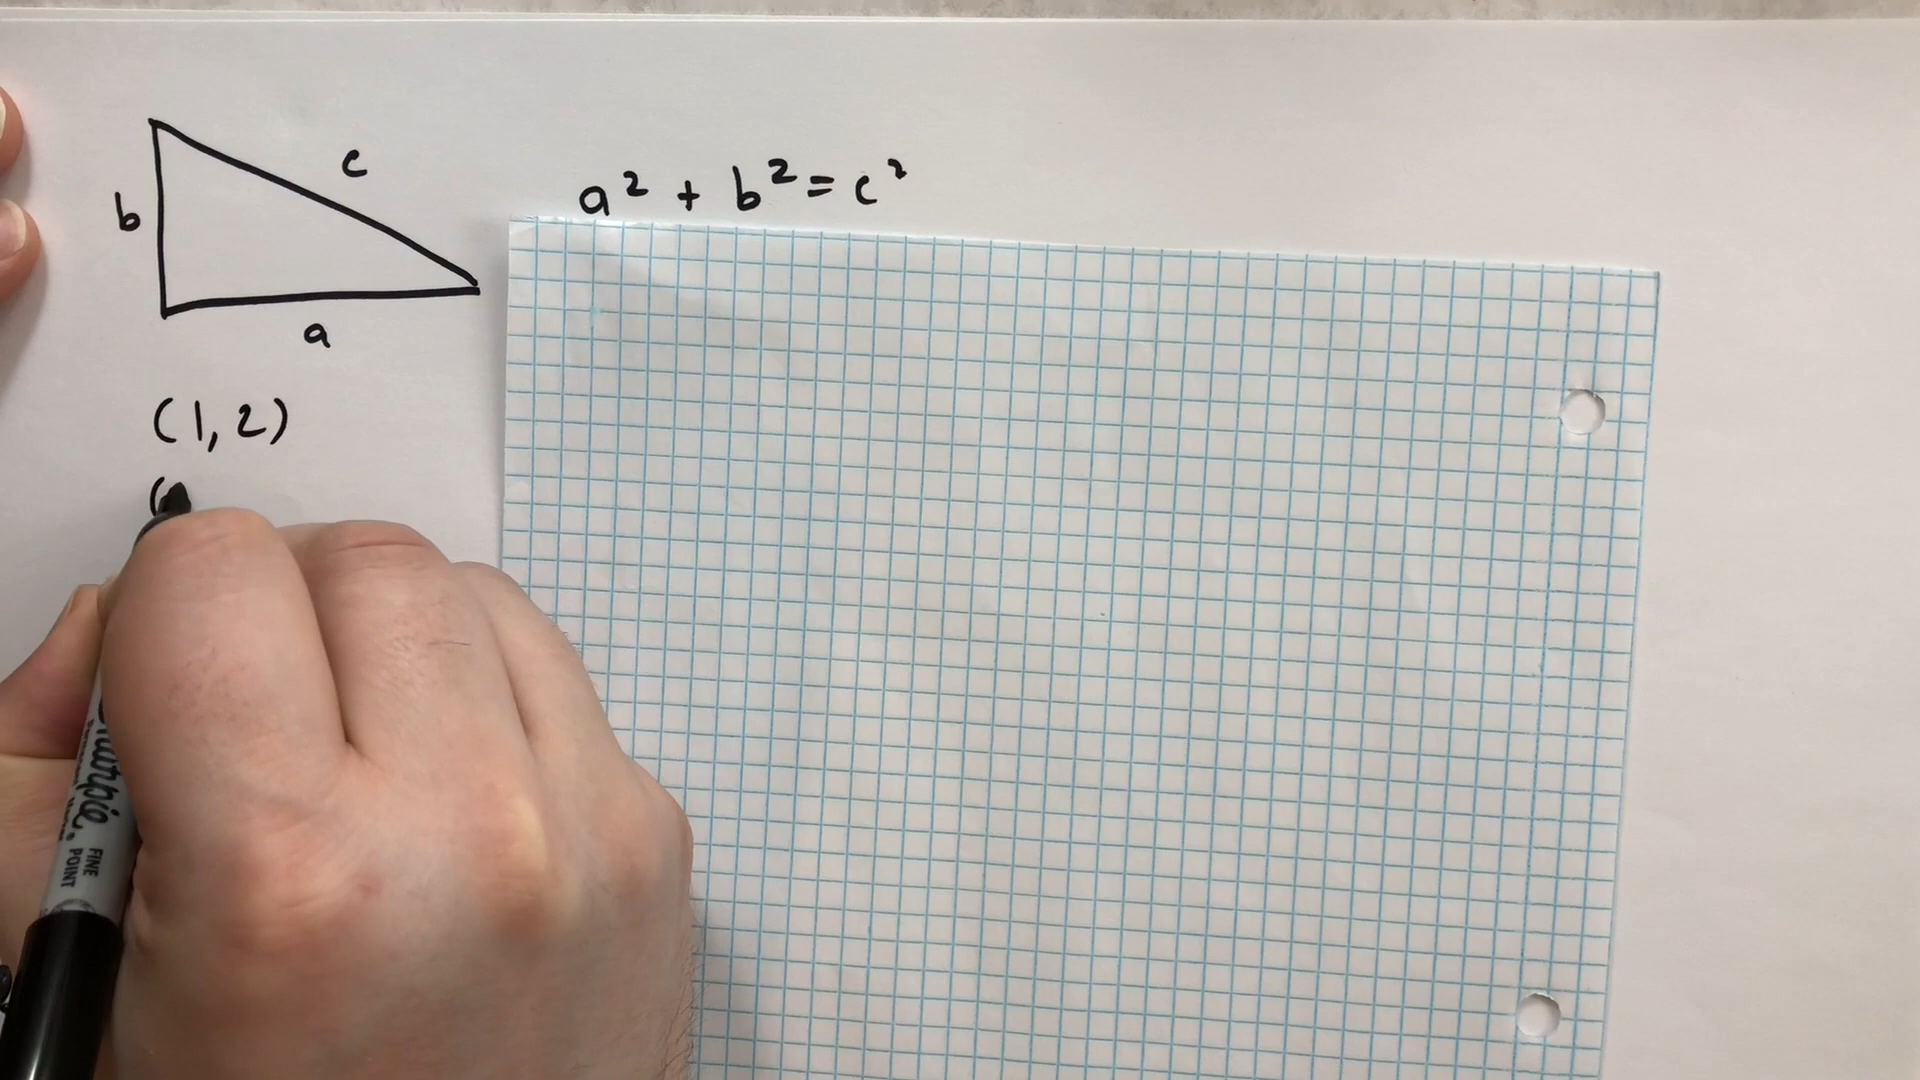 c
b
a² + b² = c²
a
(1, 2)
(
Sharpie.
FINE
POINT